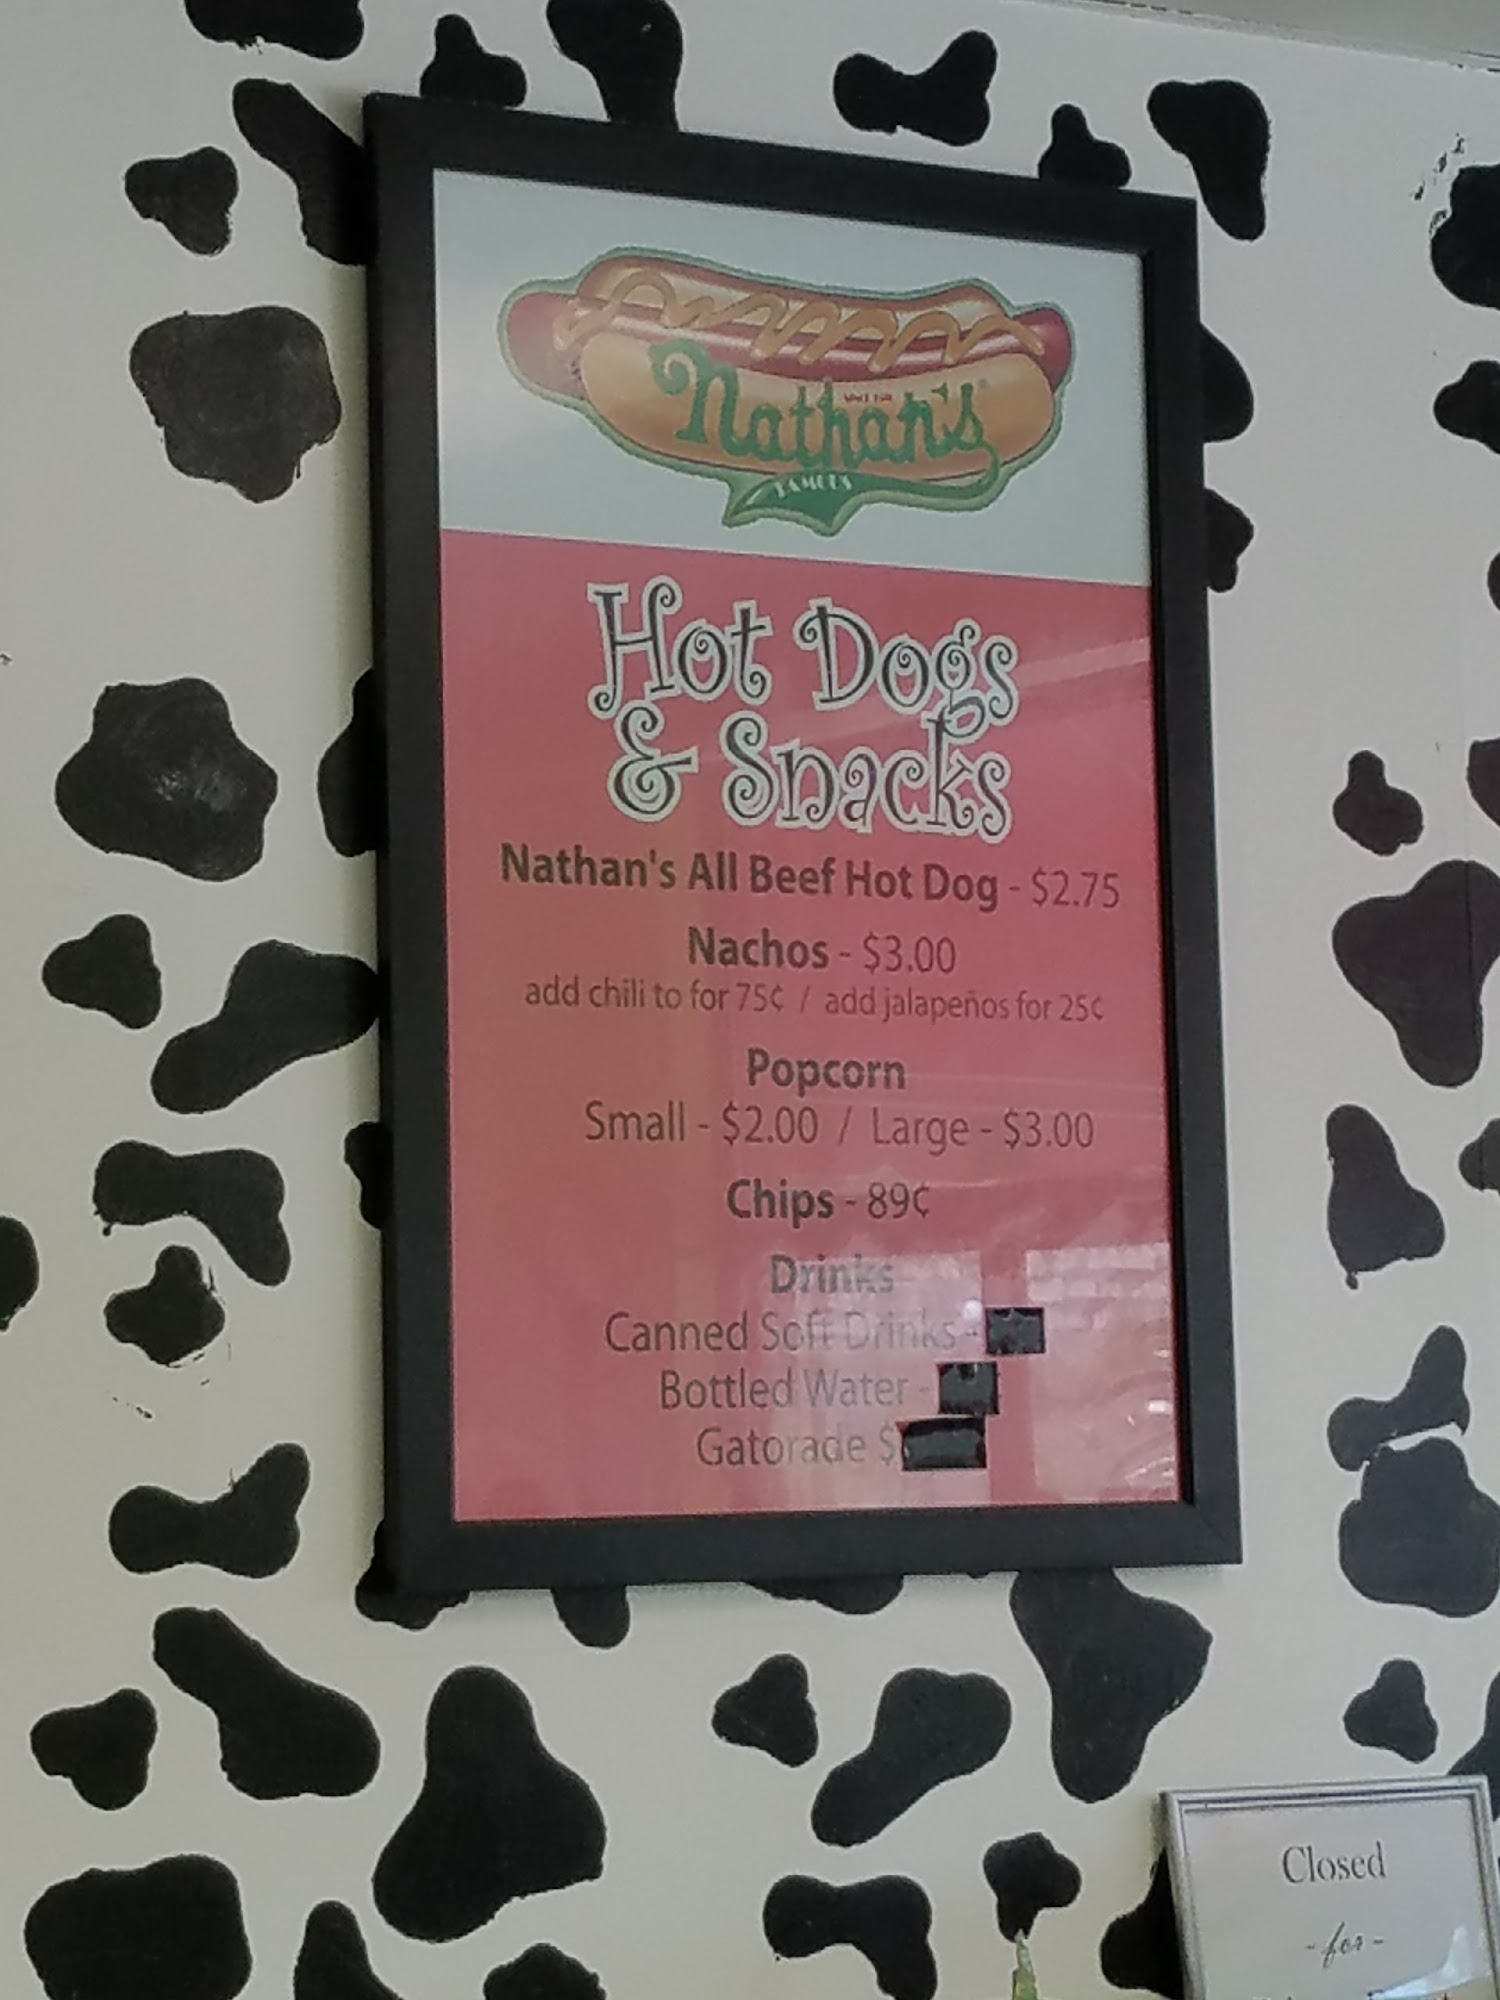 Nathan's
FAMOUS
Hot Dogs
& Snacks
Nathan's All Beef Hot Dog - $2.75
Nachos - $3.00
add chili to for 75¢ / add jalapeños for 25¢
Popcorn
Small - $2.00 / Large - $3.00
Chips - 89¢
Drinks
Canned Soft Drinks -
Bottled Water -
Gatorade $
Closed
- for -